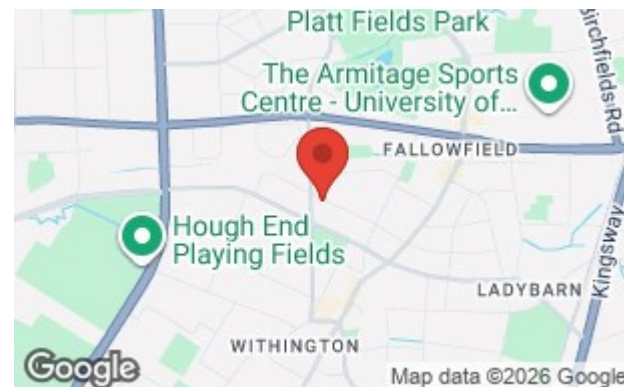 Platt Fields Park
The Armitage Sports
Centre - University of...
Birchfields Rd
FALLOWFIELD
Hough End
Playing Fields
Kingsway
LADYBARN
WITHINGTON
Google
Map data ©2026 Google